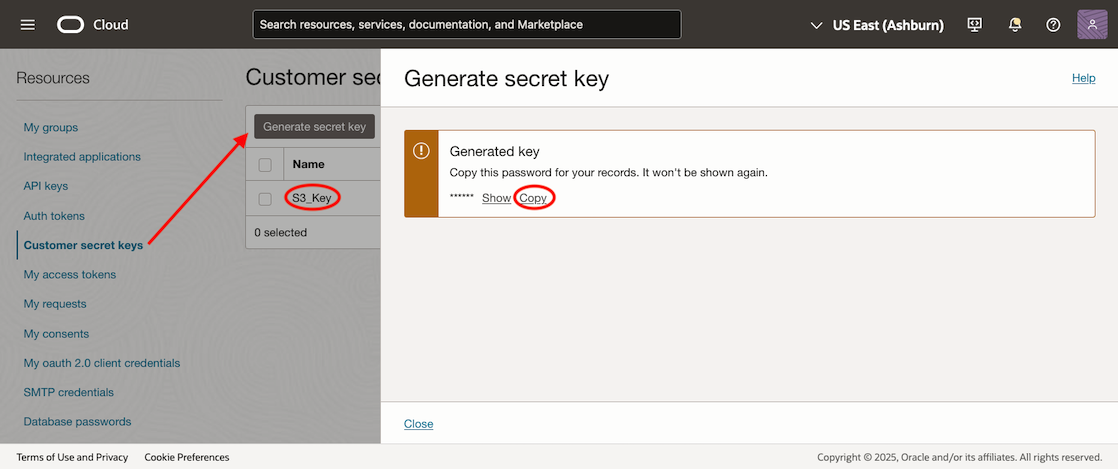 Cloud
Search resources, services, documentation, and Marketplace
US East (Ashburn)
Resources
My groups
Integrated applications
API keys
Auth tokens
Customer secret keys
My access tokens
My requests
My consents
My oauth 2.0 client credentials
SMTP credentials
Database passwords
Customer sec
Generate secret key
Name
S3_Key
0 selected
Generate secret key
Help
Generated key
Copy this password for your records. It won't be shown again.
****** Show Copy
Close
Terms of Use and Privacy Cookie Preferences
Copyright © 2025, Oracle and/or its affiliates. All rights reserved.